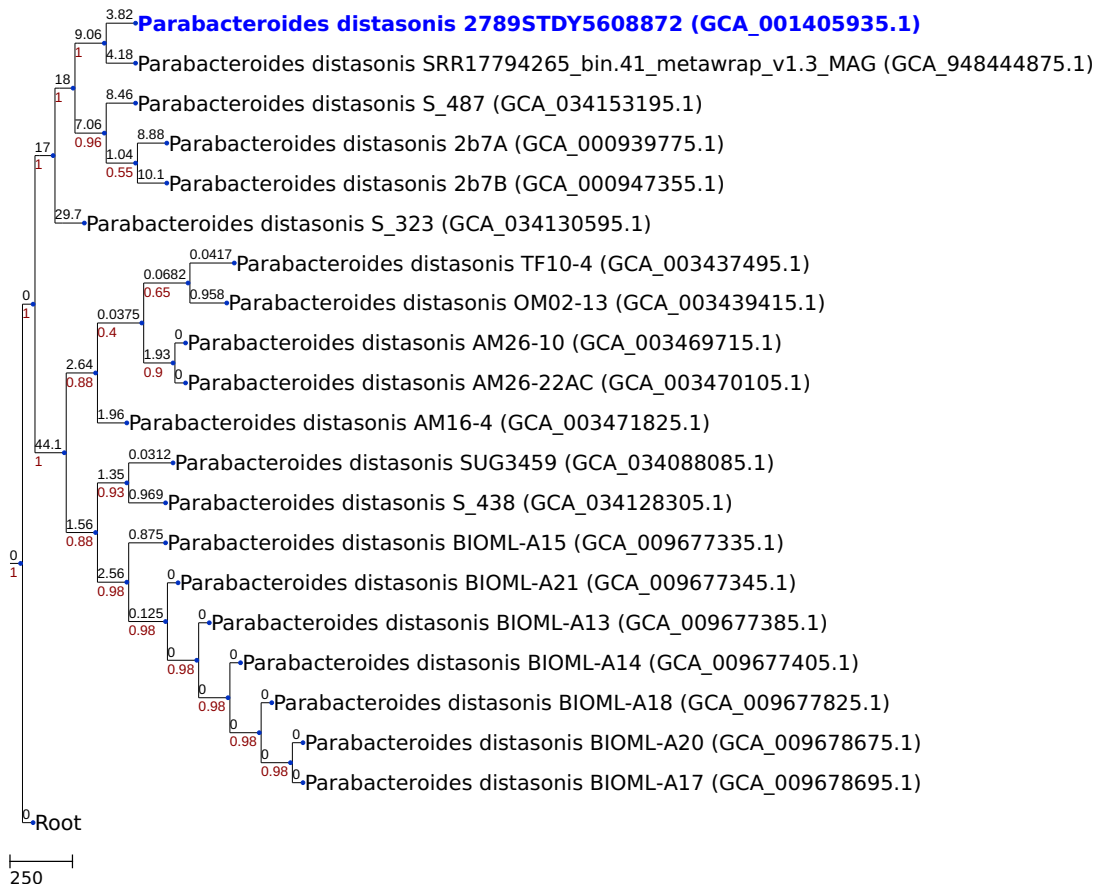 3.82
Parabacteroides distasonis 2789STDY5608872 (GCA_001405935.1)
9.06
1
4.18
Parabacteroides distasonis SRR17794265_bin.41_metawrap_v1.3_MAG (GCA_948444875.1)
18
1
8.46
Parabacteroides distasonis S_487 (GCA_034153195.1)
7.06
0.96
8.88
Parabacteroides distasonis 2b7A (GCA_000939775.1)
1.04
0.55
10.1
Parabacteroides distasonis 2b7B (GCA_000947355.1)
17
1
29.7
Parabacteroides distasonis S_323 (GCA_034130595.1)
0.0417
Parabacteroides distasonis TF10-4 (GCA_003437495.1)
0.0682
0.65
0.958
Parabacteroides distasonis OM02-13 (GCA_003439415.1)
0
1
0.0375
0.4
0
Parabacteroides distasonis AM26-10 (GCA_003469715.1)
1.93
0.9
0
Parabacteroides distasonis AM26-22AC (GCA_003470105.1)
2.64
0.88
1.96
Parabacteroides distasonis AM16-4 (GCA_003471825.1)
44.1
1
0.0312
Parabacteroides distasonis SUG3459 (GCA_034088085.1)
1.35
0.93
0.969
Parabacteroides distasonis S_438 (GCA_034128305.1)
1.56
0.88
0.875
Parabacteroides distasonis BIOML-A15 (GCA_009677335.1)
0
1
2.56
0.98
0
Parabacteroides distasonis BIOML-A21 (GCA_009677345.1)
0.125
0.98
0
Parabacteroides distasonis BIOML-A13 (GCA_009677385.1)
0
0.98
0
Parabacteroides distasonis BIOML-A14 (GCA_009677405.1)
0
0.98
0
Parabacteroides distasonis BIOML-A18 (GCA_009677825.1)
0
0.98
0
Parabacteroides distasonis BIOML-A20 (GCA_009678675.1)
0
0.98
0
Parabacteroides distasonis BIOML-A17 (GCA_009678695.1)
0
Root
250